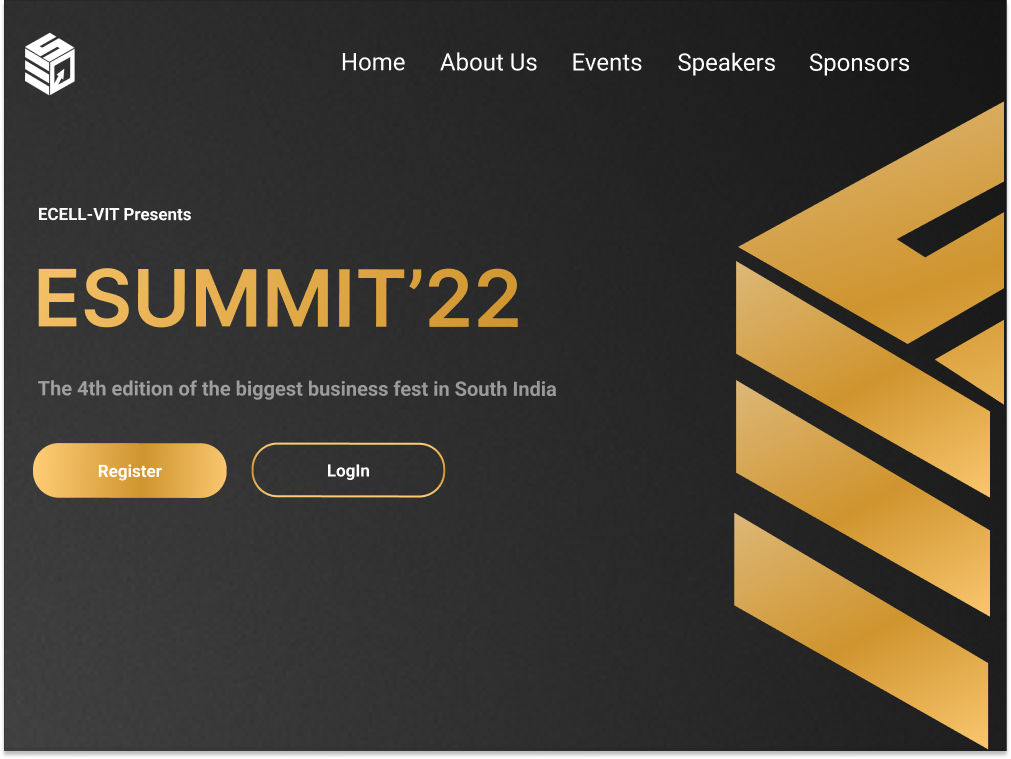 Home About Us Events Speakers Sponsors
ECELL-VIT Presents
ESUMMIT’22
The 4th edition of the biggest business fest in South India
Register LogIn